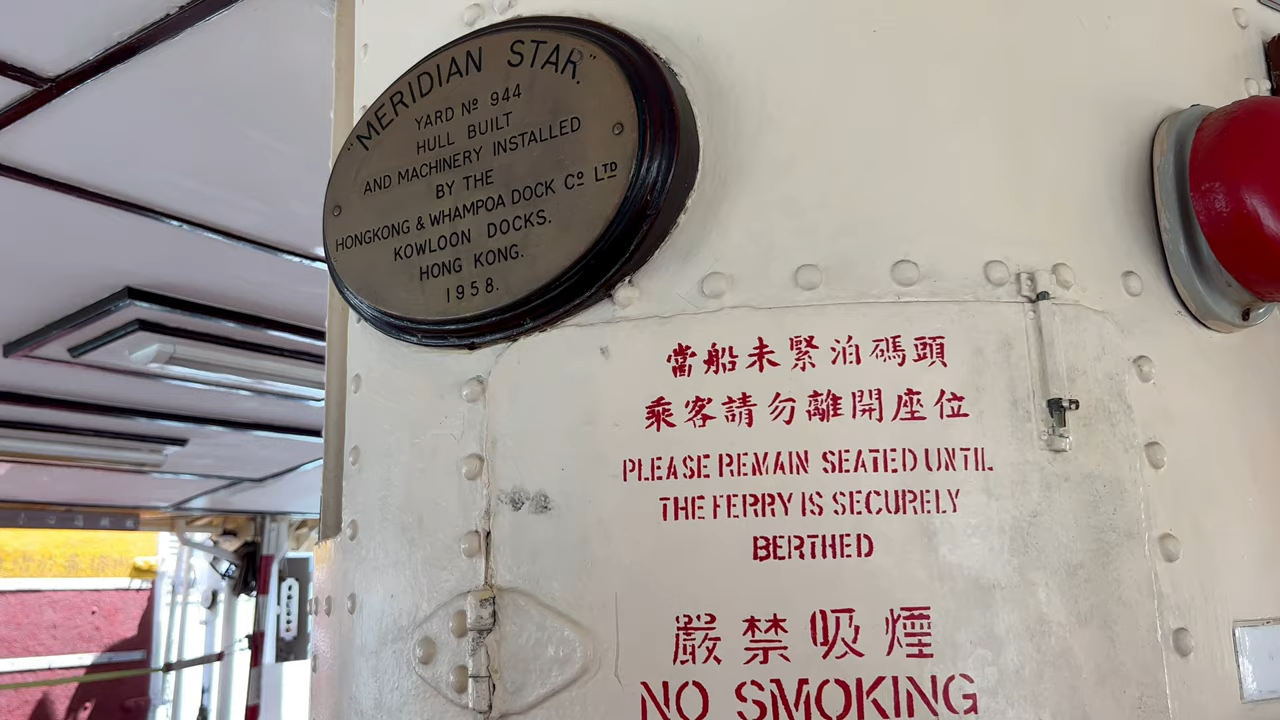 "MERIDIAN STAR"
YARD Nº 944
HULL BUILT
AND MACHINERY INSTALLED
BY THE
HONGKONG & WHAMPOA DOCK Cº LTD
KOWLOON DOCKS.
HONG KONG.
1958.
當船未緊泊碼頭
乘客請勿離開座位
PLEASE REMAIN SEATED UNTIL
THE FERRY IS SECURELY
BERTHED
嚴禁吸煙
NO SMOKING